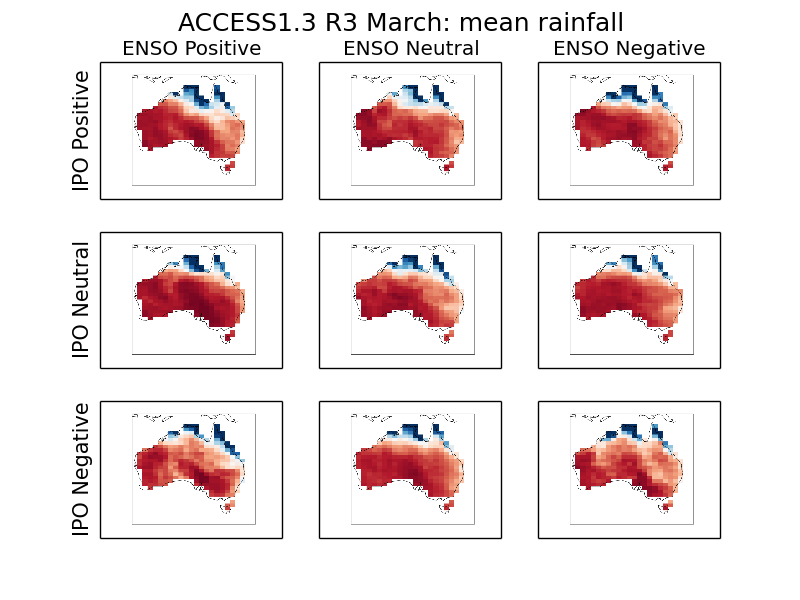 ACCESS1.3 R3 March: mean rainfall
ENSO Positive
ENSO Neutral
ENSO Negative
IPO Positive
IPO Neutral
IPO Negative